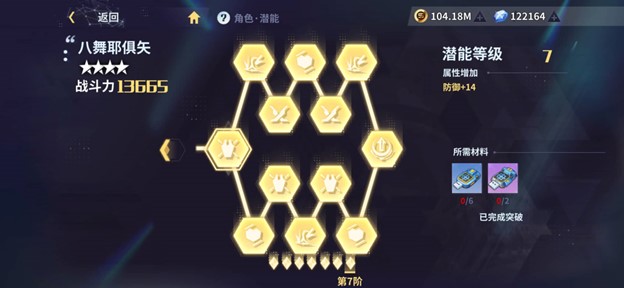 返回
? 角色·潜能
104.18M
122164
八舞耶俱矢
战斗力13665
潜能等级 7
属性增加
防御+14
所需材料
0/6 0/2
已完成突破
第7阶